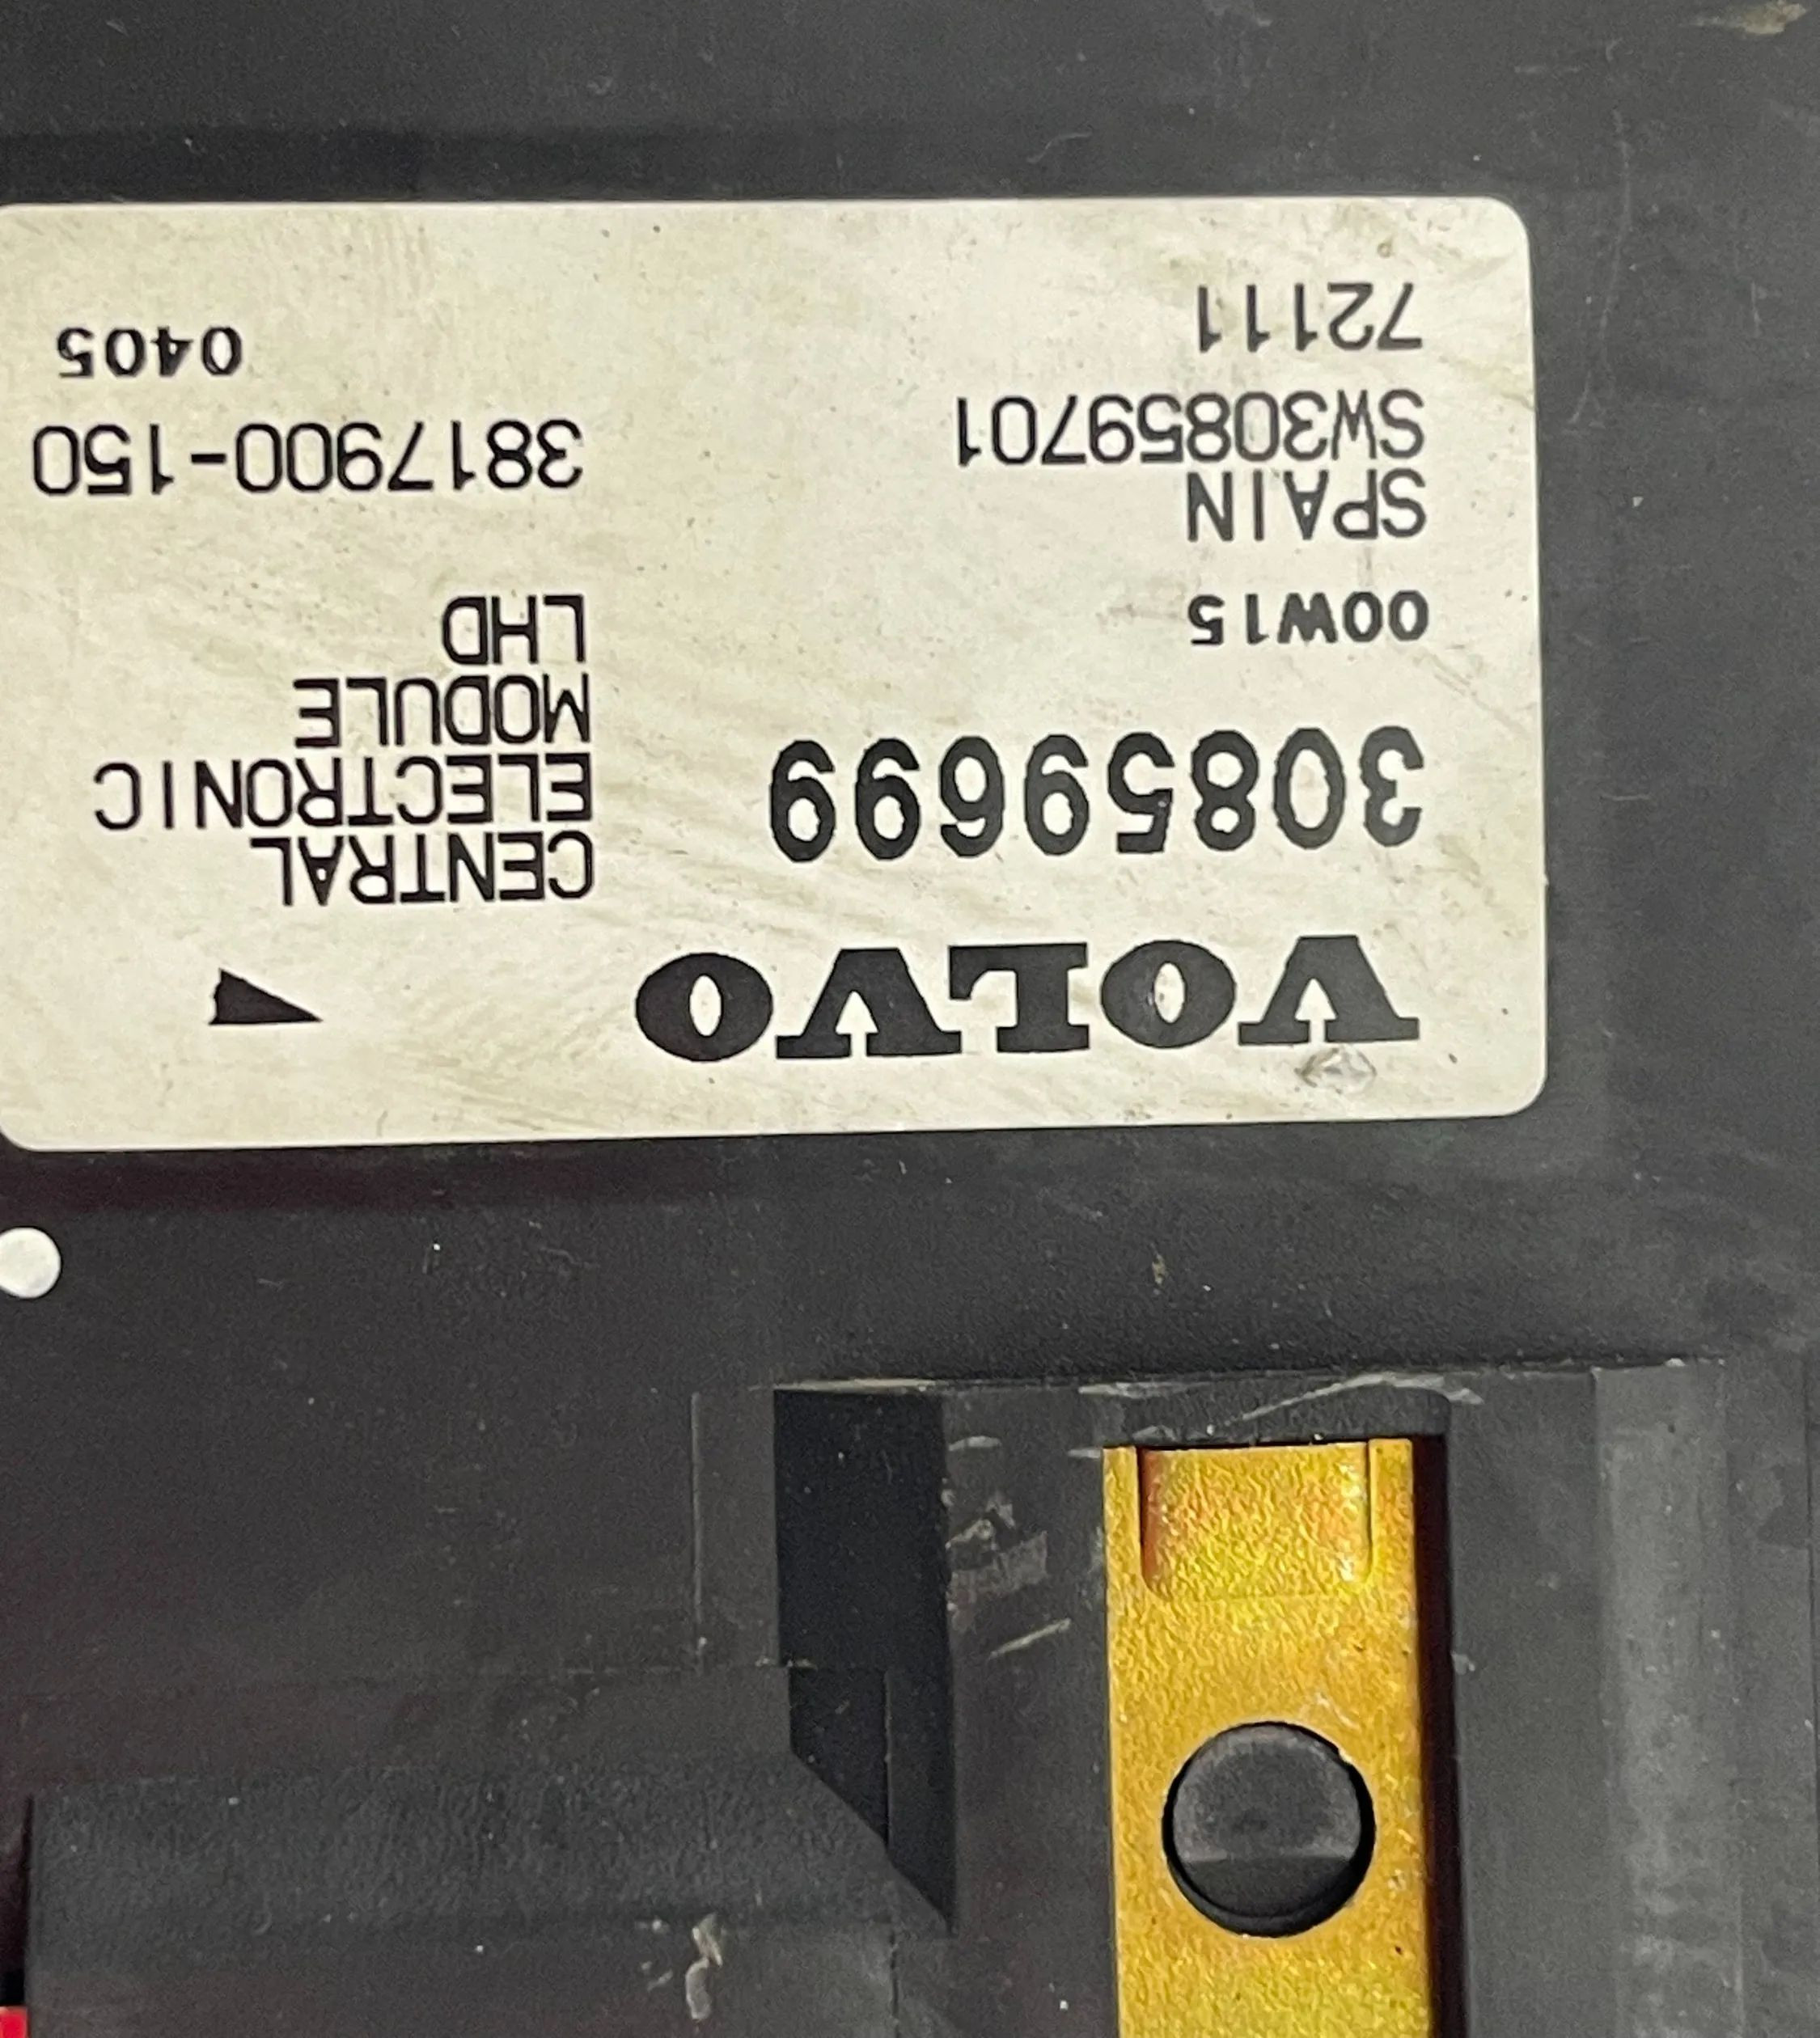 VOLVO
30859699
00W15
SPAIN
SW30859701
72111
CENTRAL
ELECTRONIC
MODULE
LHD
3817900-150
0405